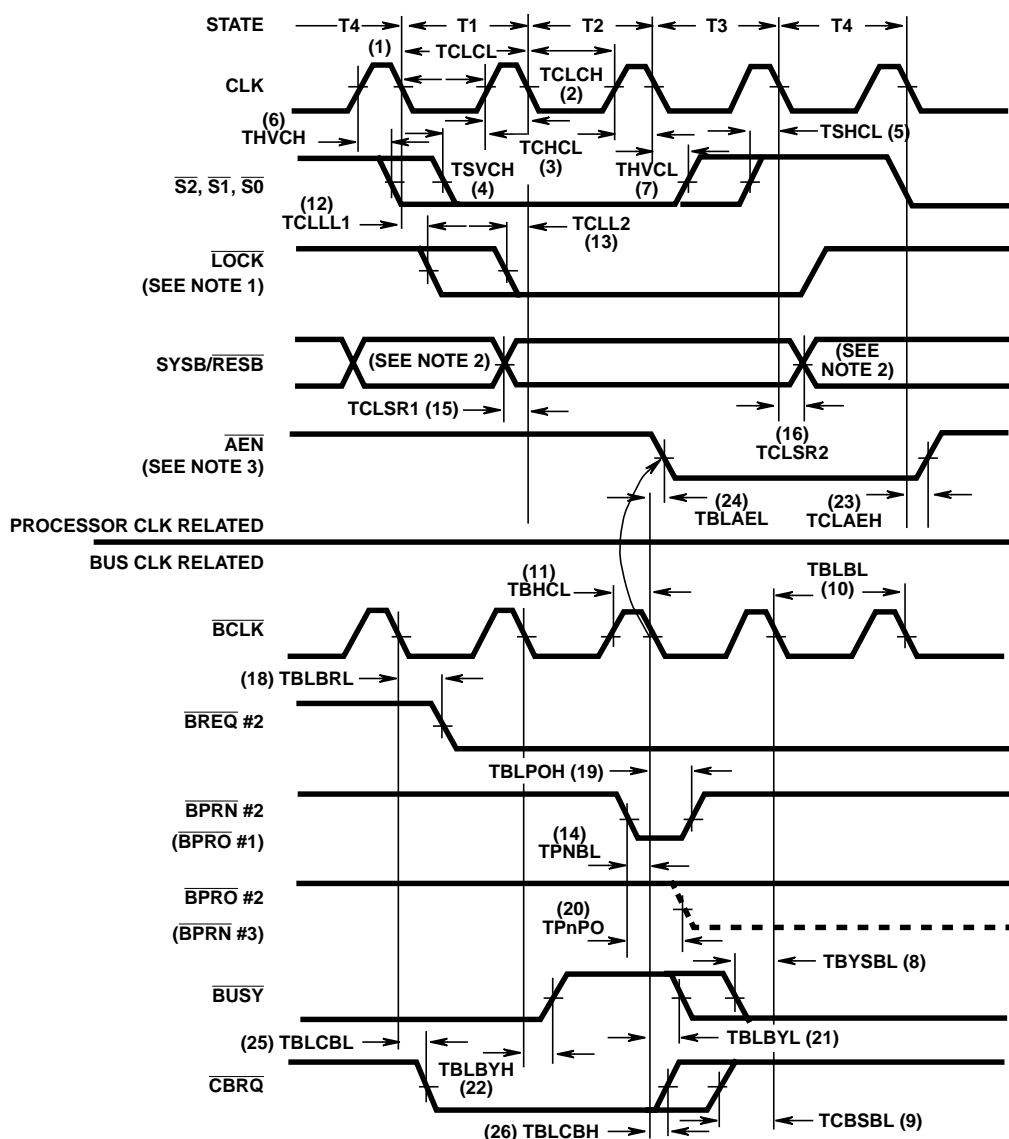 STATE T4 T1 T2 T3 T4
(1) TCLCL
CLK
TCLCH
(2)
(6)
THVCH
TCHCL
(3)
TSHCL (5)
S2, S1, S0
TSVCH
(4)
THVCL
(7)
(12)
TCLLL1
TCLL2
(13)
LOCK
(SEE NOTE 1)
SYSB/RESB
(SEE NOTE 2)
(SEE
NOTE 2)
TCLSR1 (15)
(16)
TCLSR2
AEN
(SEE NOTE 3)
(24)
TBLAEL
(23)
TCLAEH
PROCESSOR CLK RELATED
BUS CLK RELATED
(11)
TBHCL
TBLBL
(10)
BCLK
(18) TBLBRL
BREQ #2
TBLPOH (19)
BPRN #2
(BPRO #1)
(14)
TPNBL
BPRO #2
(BPRN #3)
(20)
TPnPO
TBYSBL (8)
BUSY
TBLBYL (21)
(25) TBLCBL
TBLBYH
(22)
CBRQ
TCBSBL (9)
(26) TBLCBH